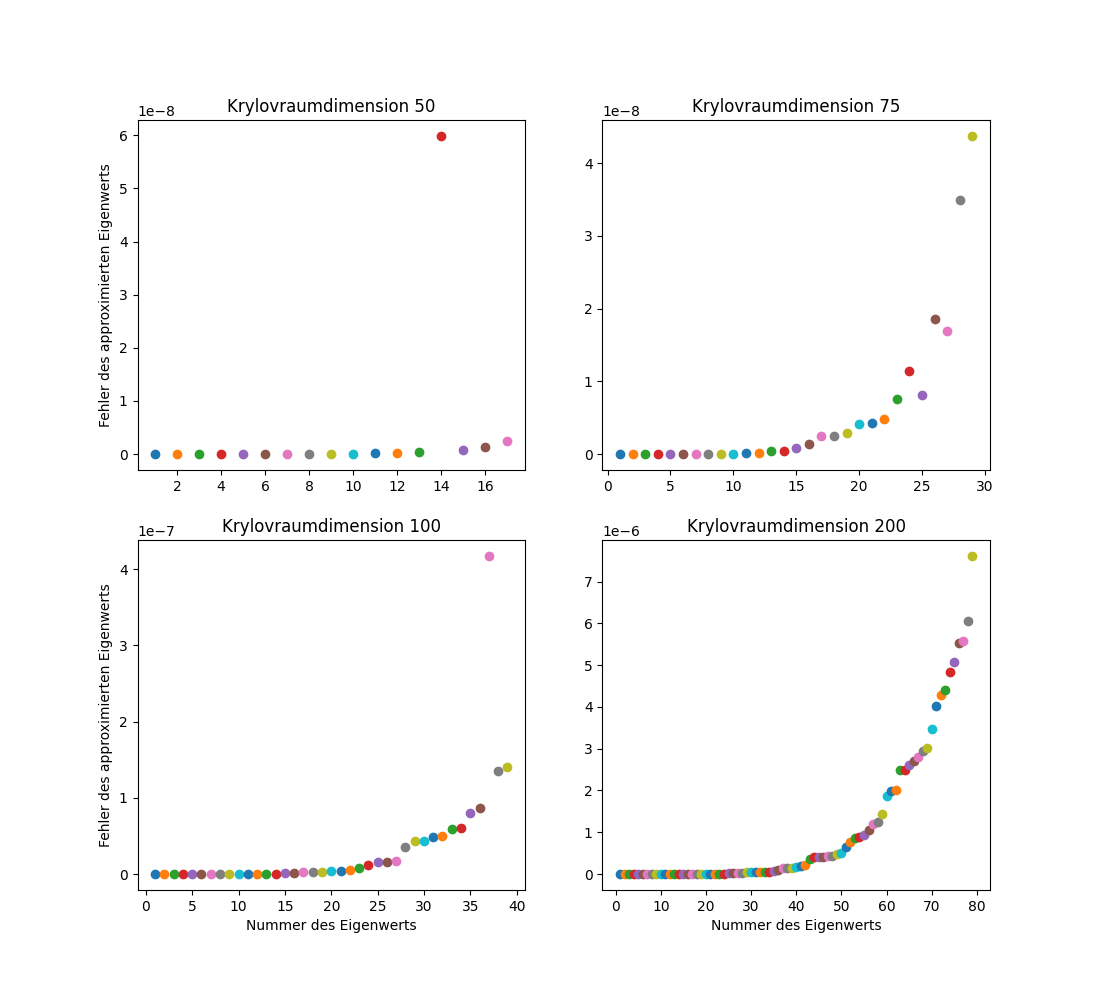 Krylovraumdimension 50
1e−8
Fehler des approximierten Eigenwerts
6
5
4
3
2
1
0
2 4 6 8 10 12 14 16
Krylovraumdimension 75
1e−8
4
3
2
1
0
0 5 10 15 20 25 30
Krylovraumdimension 100
1e−7
Fehler des approximierten Eigenwerts
4
3
2
1
0
0 5 10 15 20 25 30 35 40
Nummer des Eigenwerts
Krylovraumdimension 200
1e−6
7
6
5
4
3
2
1
0
0 10 20 30 40 50 60 70 80
Nummer des Eigenwerts